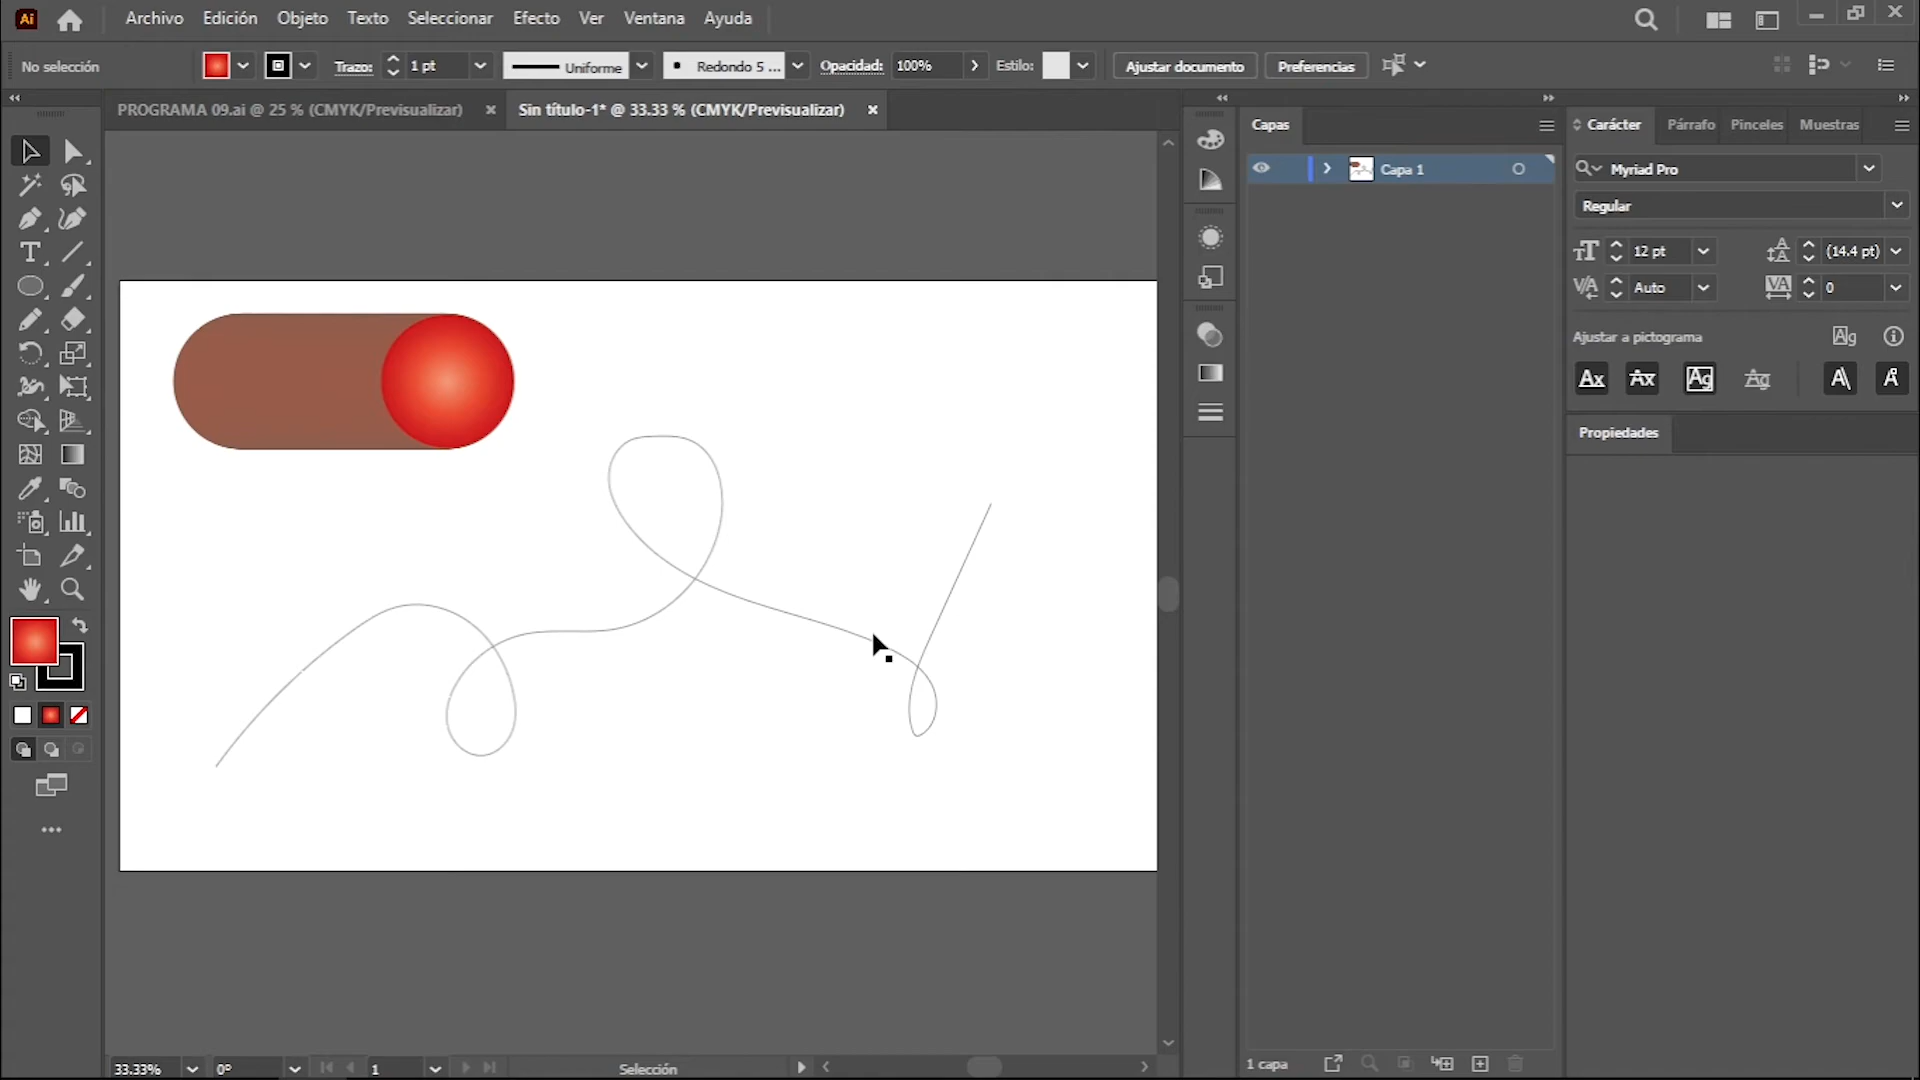 Ai
Archivo Edición Objeto Texto Seleccionar Efecto Ver Ventana Ayuda
No selección Trazo: 1 pt Uniforme Redondo 5 ... Opacidad: 100% Estilo: Ajustar documento Preferencias
PROGRAMA 09.ai @ 25 % (CMYK/Previsualizar) Sin título-1* @ 33.33 % (CMYK/Previsualizar)
Capas
Carácter Párrafo Pinceles Muestras
Capa 1
Myriad Pro
Regular
12 pt (14.4 pt)
Auto 0
Ajustar a pictograma
Propiedades
33.33% 0° 1 Selección
1 capa